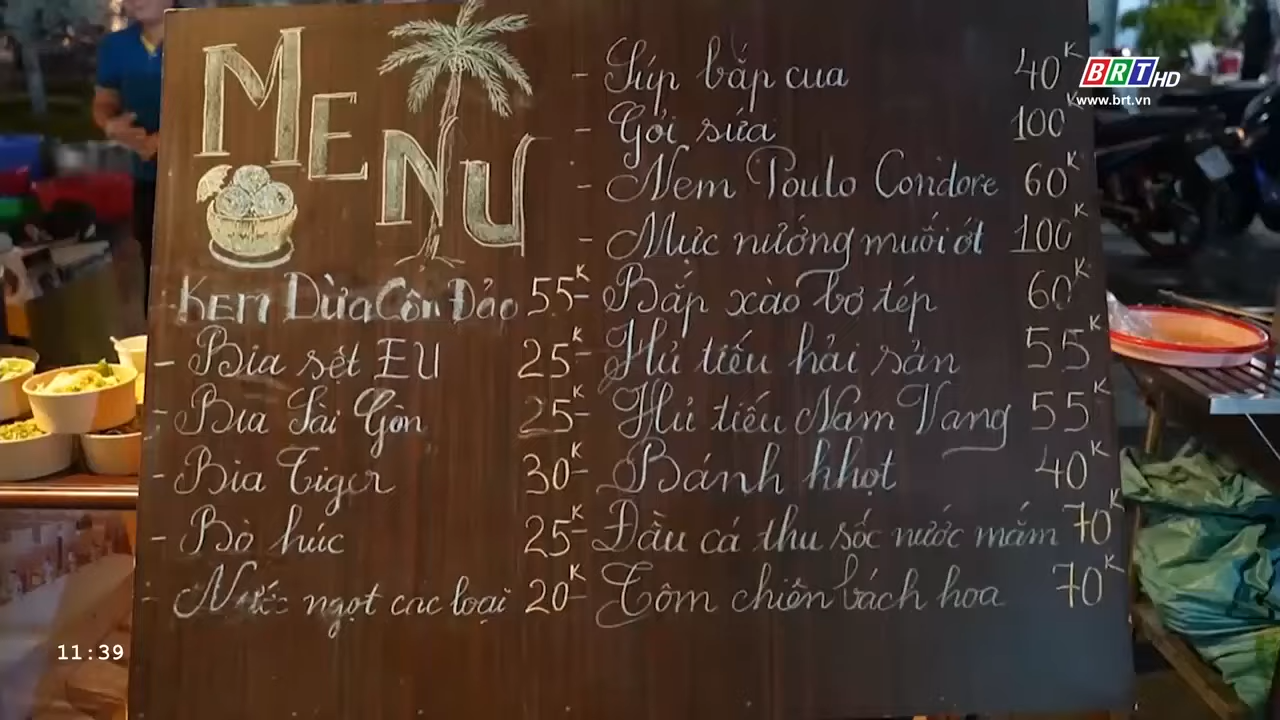 MENU
KEM DỪA Côn Đảo 55K
- Bia sệt EU 25K
- Bia Sài Gòn 25K
- Bia Tiger 30K
- Bò húc 25K
- Nước ngọt các loại 20K
- Súp bắp cua 40K
- Gỏi sứa 100K
- Nem Poulo Condore 60K
- Mực nướng muối ớt 100K
- Bắp xào bơ tép 60K
- Hủ tiếu hải sản 55K
- Hủ tiếu Nam Vang 55K
- Bánh khọt 40K
- Đầu cá thu sốc nước mắm 70K
- Tôm chiên bách hoa 70K
BRT HD
www.brt.vn
11:39